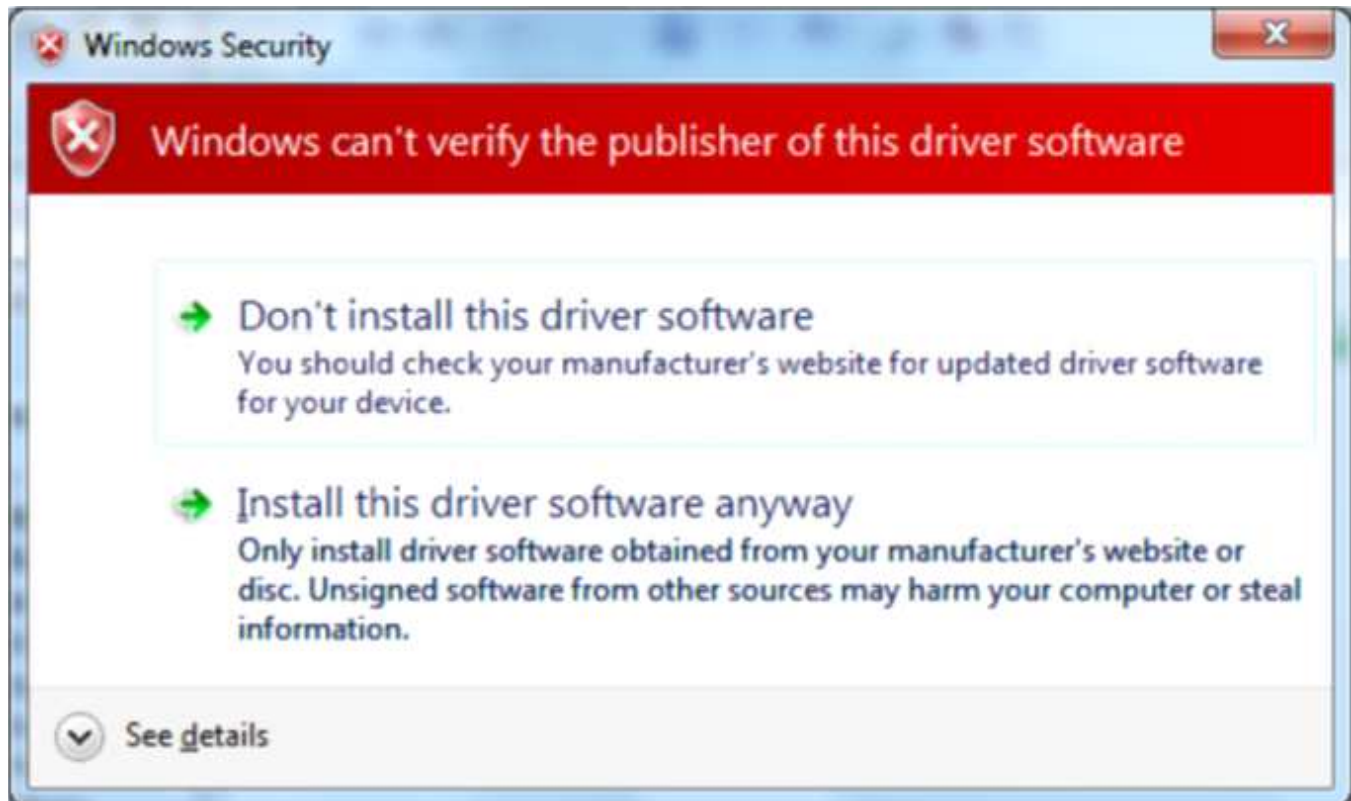 Windows Security
Windows can't verify the publisher of this driver software
Don't install this driver software
You should check your manufacturer's website for updated driver software
for your device.
Install this driver software anyway
Only install driver software obtained from your manufacturer's website or
disc. Unsigned software from other sources may harm your computer or steal
information.
See details